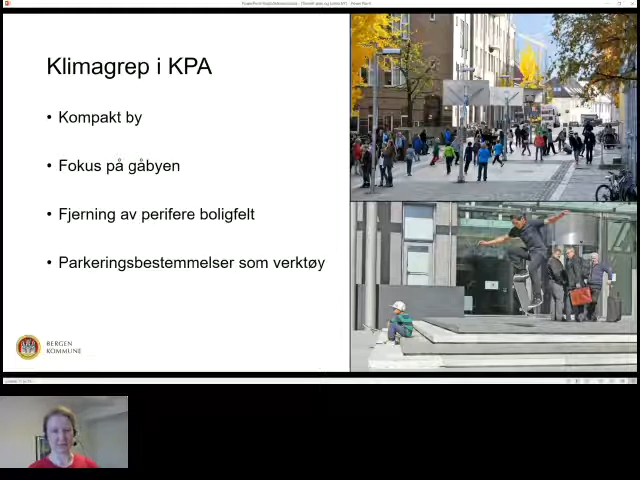 Klimagrep i KPA
• Kompakt by
• Fokus på gåbyen
• Fjerning av perifere boligfelt
• Parkeringsbestemmelser som verktøy
BERGEN
KOMMUNE